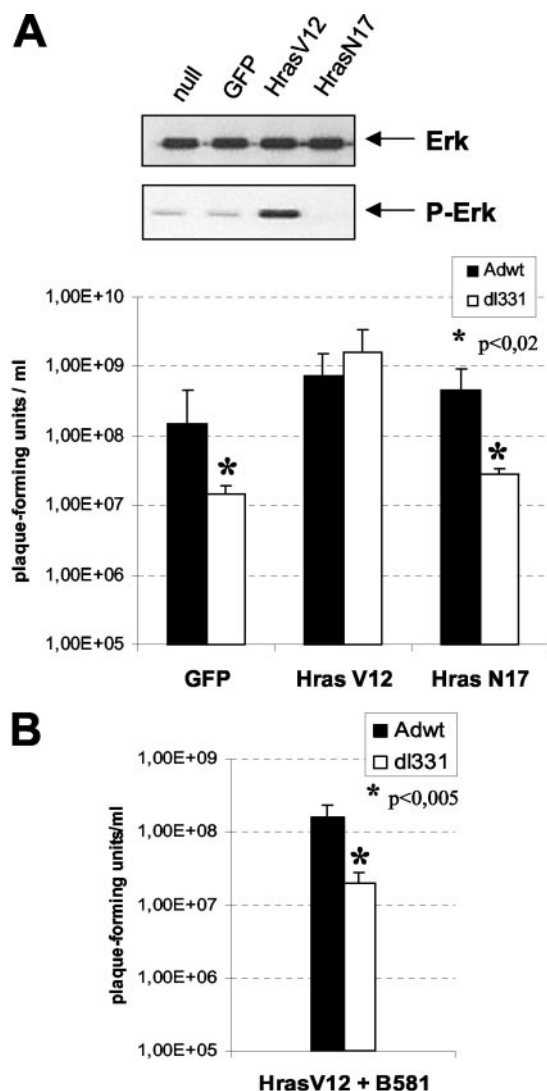 A
null GFP HrasV12 HrasN17
Erk
P-Erk
Adwt
dl331
* p<0,02
1,00E+10
1,00E+09
1,00E+08
1,00E+07
1,00E+06
1,00E+05
plaque-forming units / ml
*
*
GFP Hras V12 Hras N17
B
Adwt
dl331
* p<0,005
1,00E+09
1,00E+08
1,00E+07
1,00E+06
1,00E+05
plaque-forming units/ml
*
HrasV12 + B581